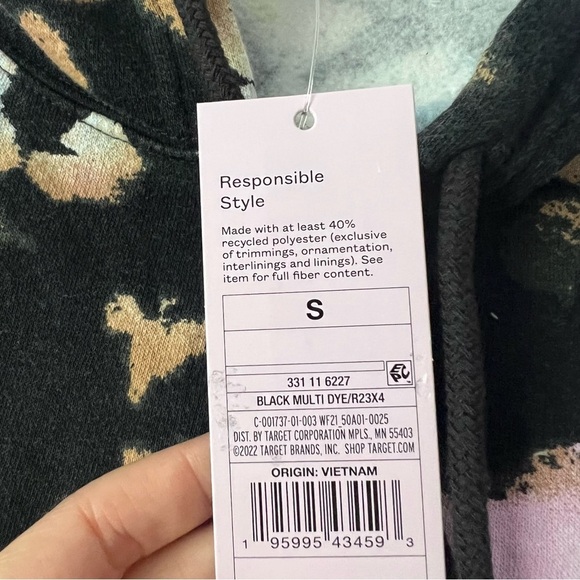 Responsible
Style
Made with at least 40%
recycled polyester (exclusive
of trimmings, ornamentation,
interlinings and linings). See
item for full fiber content.
S
331 11 6227
EPC
BLACK MULTI DYE/R23X4
C-001737-01-003 WF21_50A01-0025
DIST. BY TARGET CORPORATION MPLS., MN 55403
©2022 TARGET BRANDS, INC. SHOP TARGET.COM
ORIGIN: VIETNAM
1 95995 43459 3